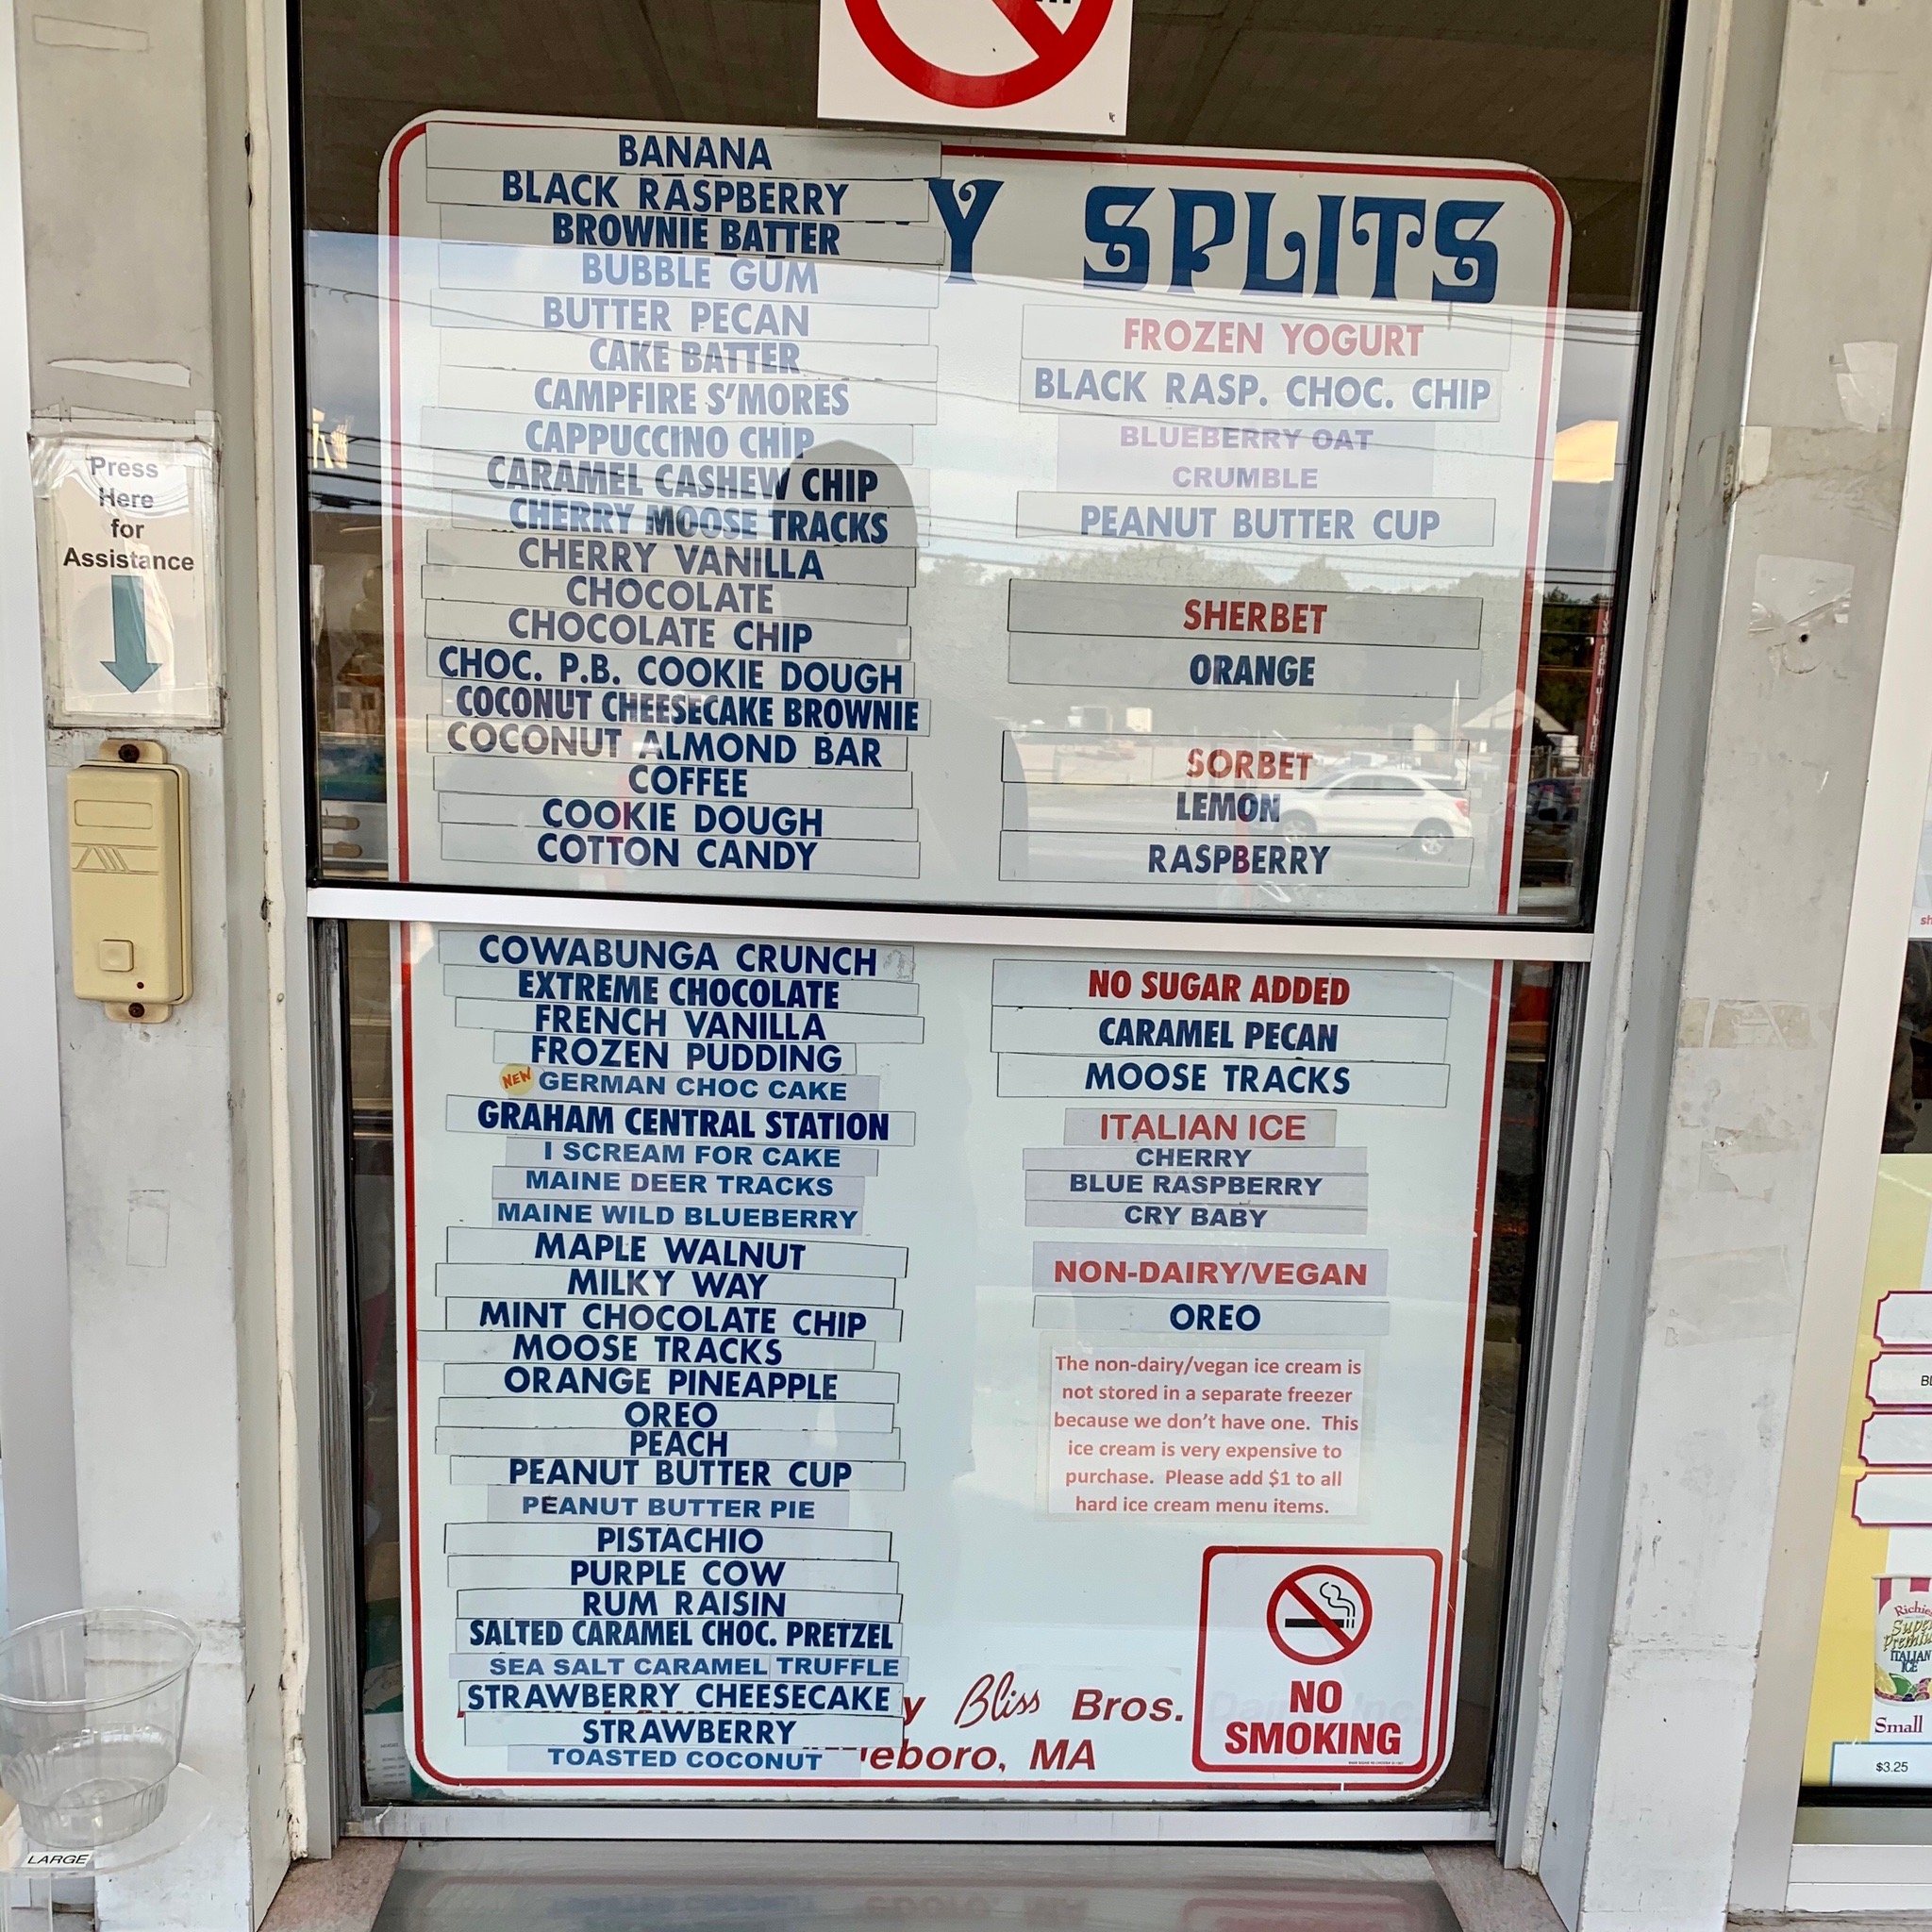 Press
Here
for
Assistance
BANANA
BLACK RASPBERRY
BROWNIE BATTER
BUBBLE GUM
BUTTER PECAN
CAKE BATTER
CAMPFIRE S'MORES
CAPPUCCINO CHIP
CARAMEL CASHEW CHIP
CHERRY MOOSE TRACKS
CHERRY VANILLA
CHOCOLATE
CHOCOLATE CHIP
CHOC. P.B. COOKIE DOUGH
COCONUT CHEESECAKE BROWNIE
COCONUT ALMOND BAR
COFFEE
COOKIE DOUGH
COTTON CANDY
COWABUNGA CRUNCH
EXTREME CHOCOLATE
FRENCH VANILLA
FROZEN PUDDING
NEW GERMAN CHOC CAKE
GRAHAM CENTRAL STATION
I SCREAM FOR CAKE
MAINE DEER TRACKS
MAINE WILD BLUEBERRY
MAPLE WALNUT
MILKY WAY
MINT CHOCOLATE CHIP
MOOSE TRACKS
ORANGE PINEAPPLE
OREO
PEACH
PEANUT BUTTER CUP
PEANUT BUTTER PIE
PISTACHIO
PURPLE COW
RUM RAISIN
SALTED CARAMEL CHOC. PRETZEL
SEA SALT CARAMEL TRUFFLE
STRAWBERRY CHEESECAKE
STRAWBERRY
TOASTED COCONUT
Y SPLITS
FROZEN YOGURT
BLACK RASP. CHOC. CHIP
BLUEBERRY OAT
CRUMBLE
PEANUT BUTTER CUP
SHERBET
ORANGE
SORBET
LEMON
RASPBERRY
NO SUGAR ADDED
CARAMEL PECAN
MOOSE TRACKS
ITALIAN ICE
CHERRY
BLUE RASPBERRY
CRY BABY
NON-DAIRY/VEGAN
OREO
The non-dairy/vegan ice cream is
not stored in a separate freezer
because we don't have one. This
ice cream is very expensive to
purchase. Please add $1 to all
hard ice cream menu items.
y Bliss Bros.
eboro, MA
NO
SMOKING
LARGE
Richie
Super
Premium
ITALIAN
ICE
Small
$3.25